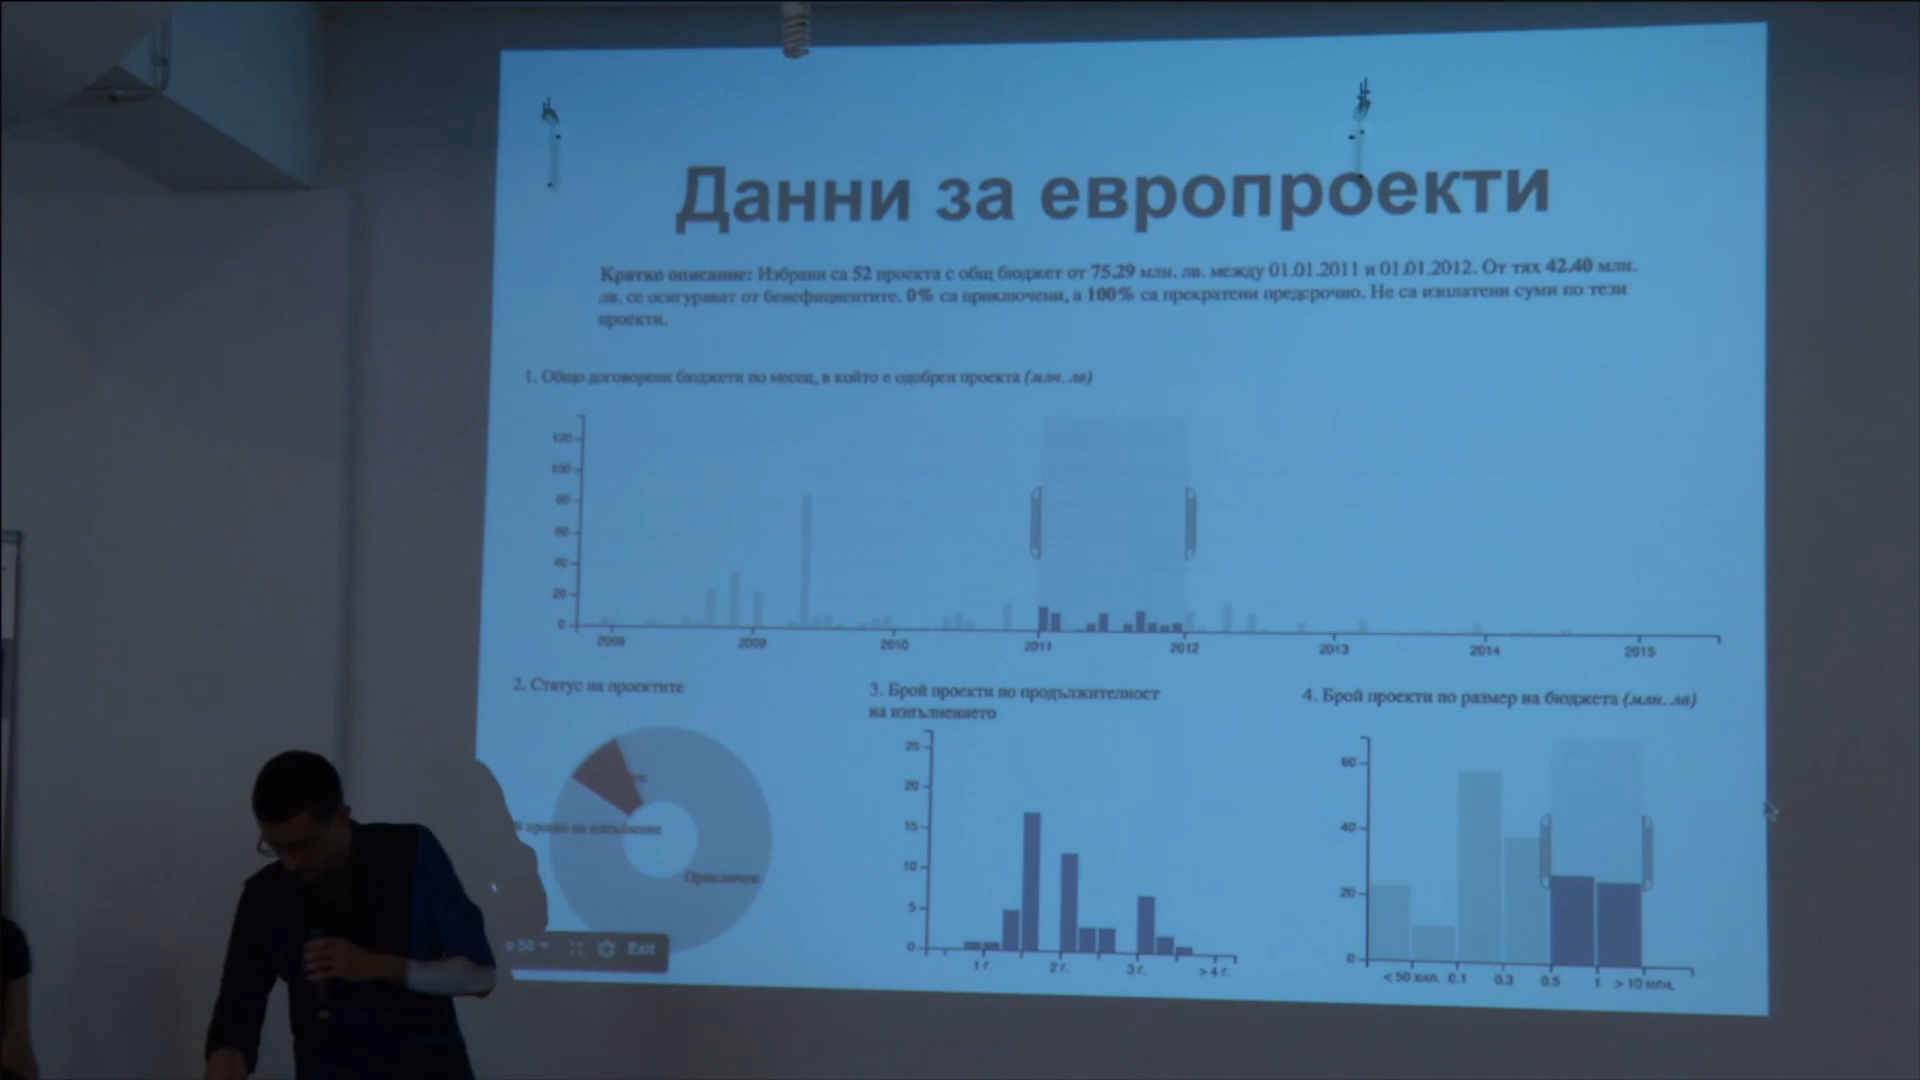 Данни за европроекти
Кратко описание: Избрани са 52 проекта с общ бюджет от 75.29 млн. лв. между 01.01.2011 и 01.01.2012. От тях 42.40 млн.
лв. се осигуряват от бенефициентите. 0% са приключени, а 100% са прекратени предсрочно. Не са изплатени суми по тези
проекти.
1. Общо договорени бюджети по месец, в който е одобрен проекта (млн. лв)
120
100
80
60
40
20
0
2008 2009 2010 2011 2012 2013 2014 2015
2. Статус на проектите
В процес на изпълнение
Приключен
3. Брой проекти по продължителност
на изпълнението
25
20
15
10
5
0
1 г. 2 г. 3 г. > 4 г.
4. Брой проекти по размер на бюджета (млн. лв)
60
40
20
0
< 50 хил. 0.1 0.3 0.5 1 > 10 млн.
50 Exit